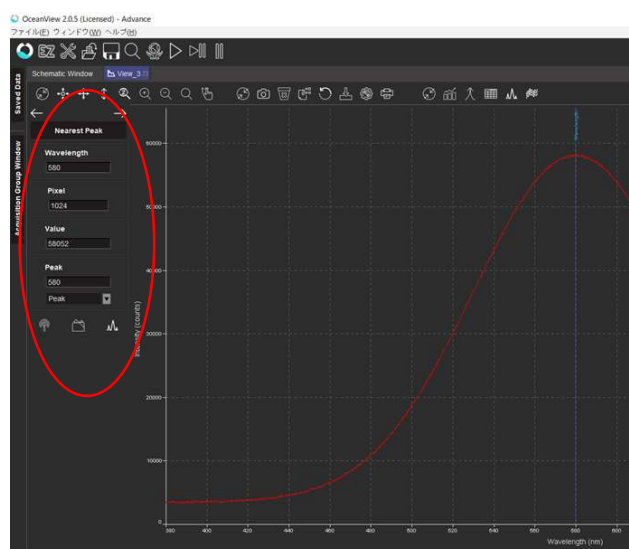 OceanView 2.0.5 (Licensed) - Advance
ファイル(F) ウィンドウ(W) ヘルプ(H)
EZ
Schematic Window View_3
Saved Data
Acquisition Group Window
Nearest Peak
Wavelength
580
Pixel
1024
Value
58052
Peak
580
Peak
Intensity (counts)
60000
50000
40000
30000
20000
10000
0
380 400 420 440 460 480 500 520 540 560 580 600
Wavelength (nm)